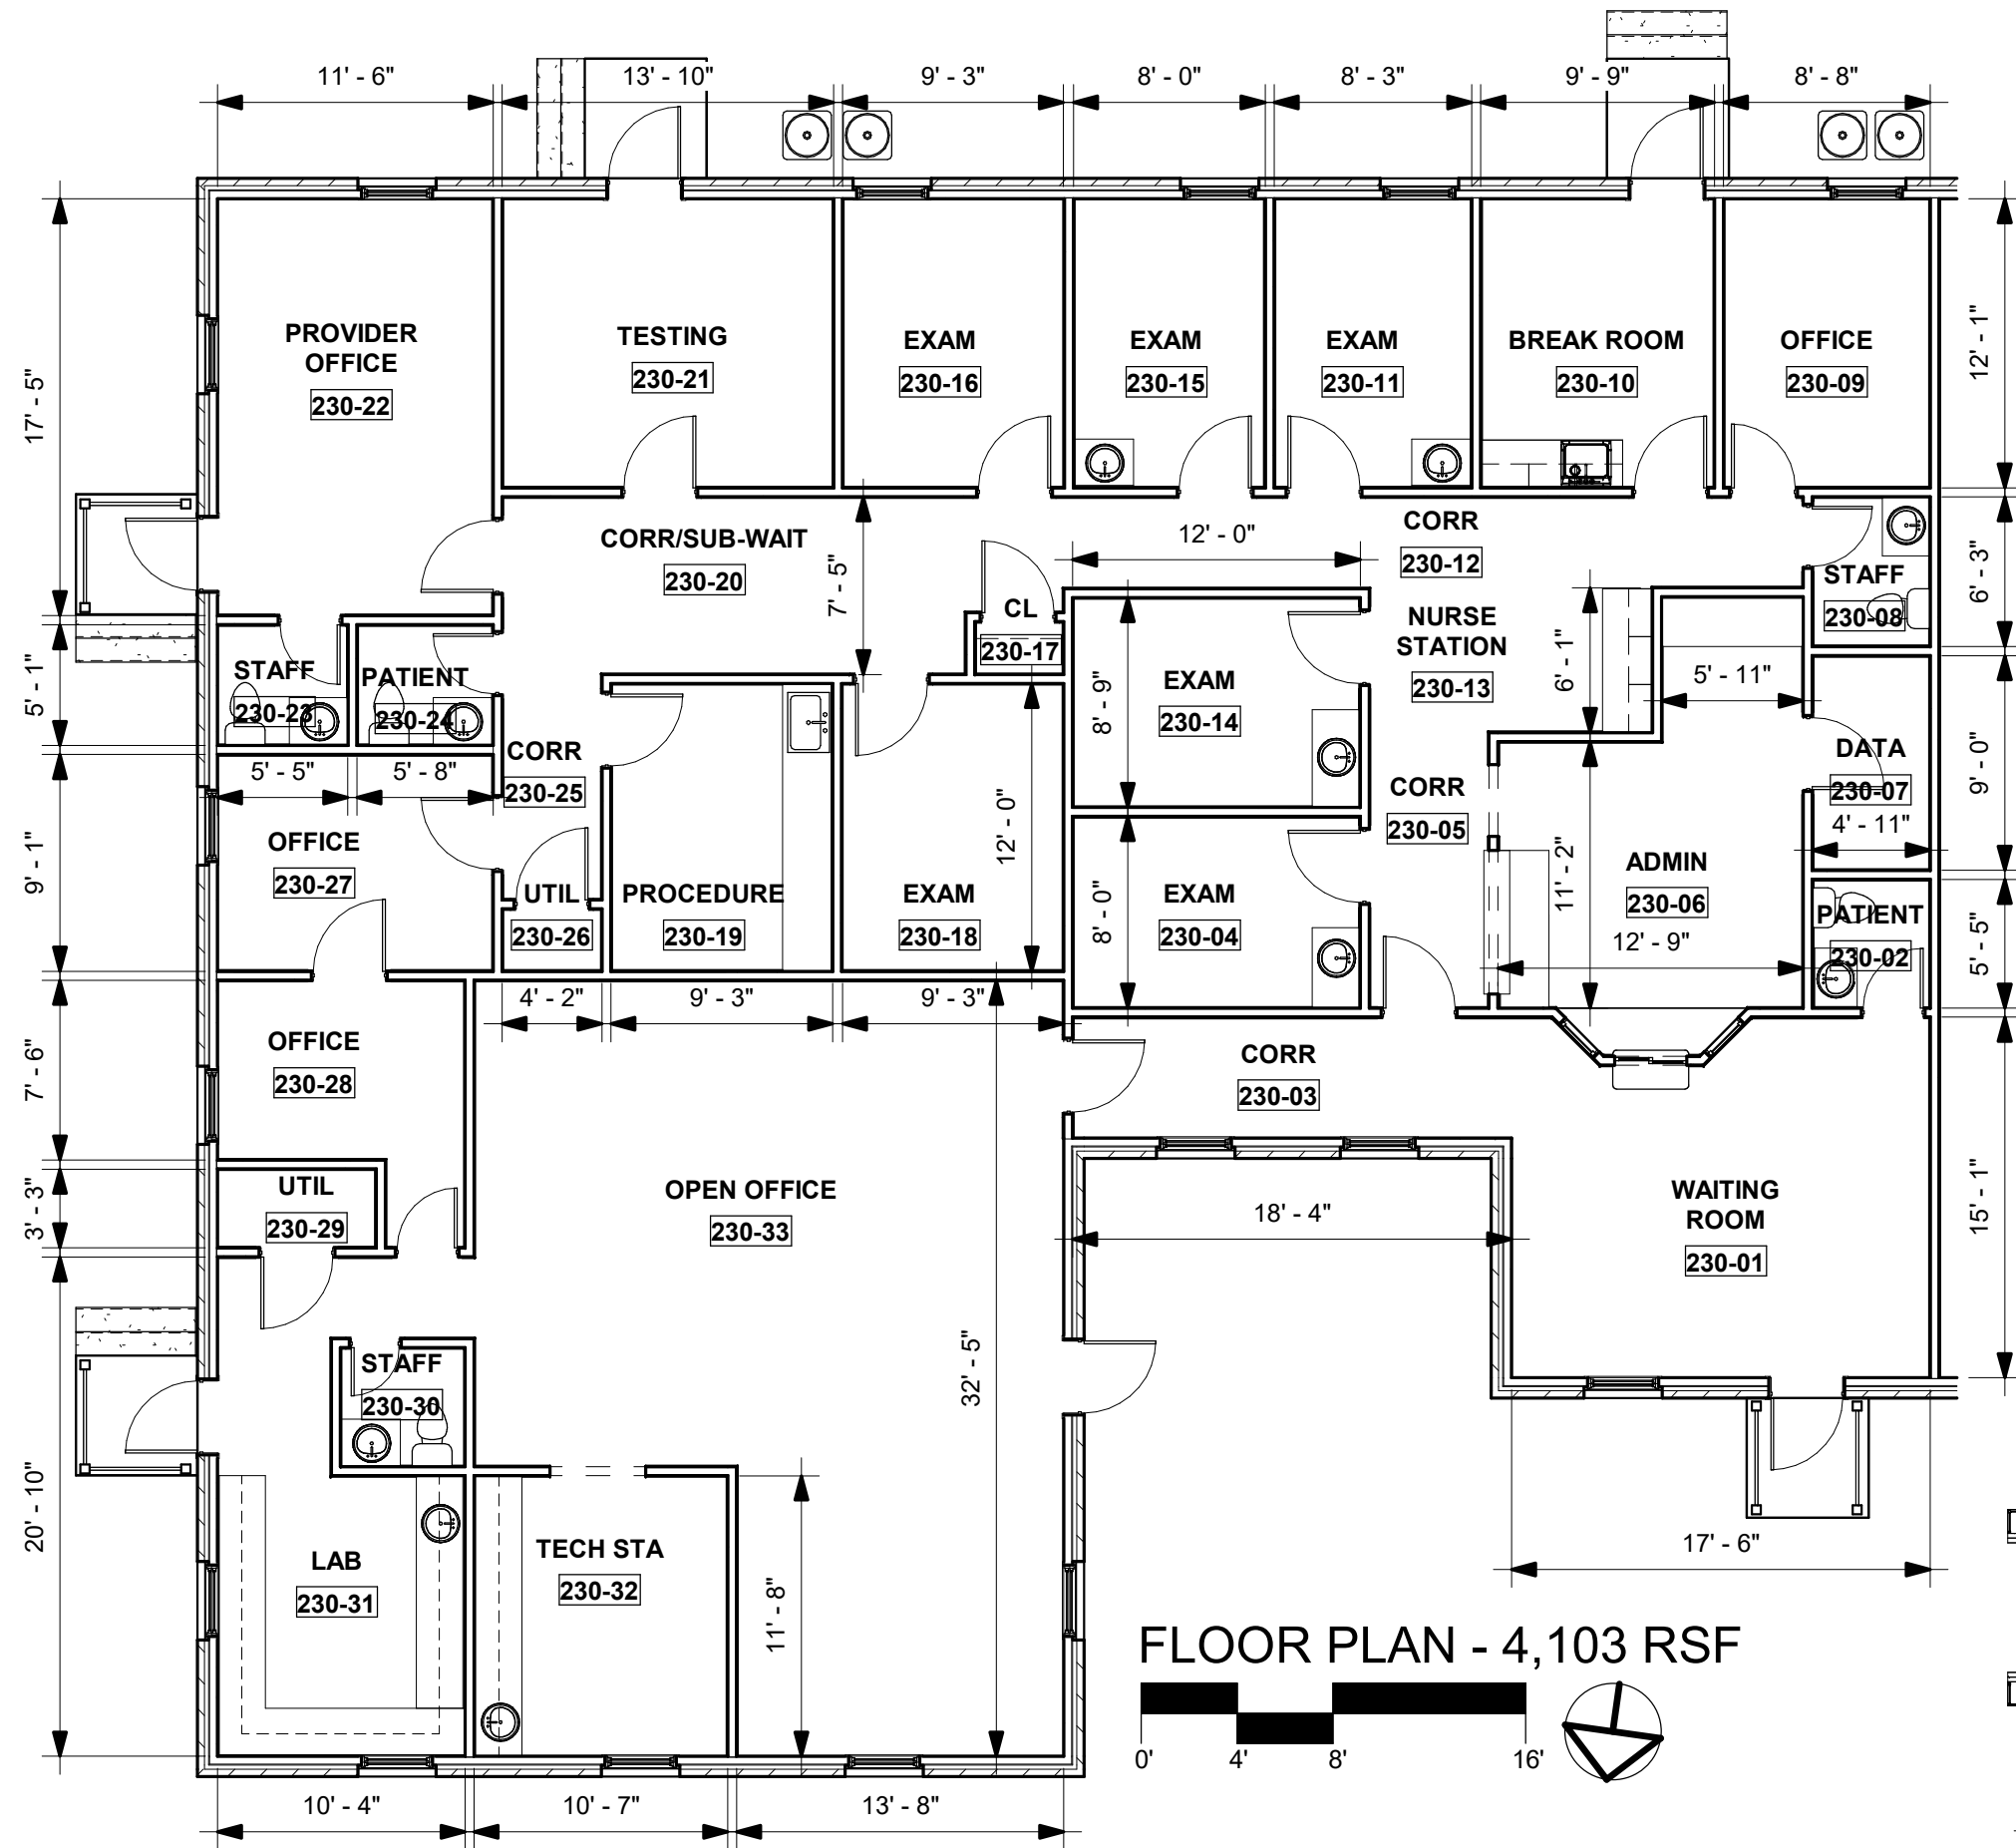 11' - 6"
13' - 10"
9' - 3"
8' - 0"
8' - 3"
9' - 9"
8' - 8"
17' - 5"
5' - 1"
9' - 1"
7' - 6"
3' - 3"
20' - 10"
PROVIDER
OFFICE
230-22
TESTING
230-21
EXAM
230-16
EXAM
230-15
EXAM
230-11
BREAK ROOM
230-10
OFFICE
230-09
12' - 1"
CORR/SUB-WAIT
230-20
7' - 5"
12' - 0"
CORR
230-12
STAFF
230-08
6' - 3"
CL
230-17
NURSE
STATION
230-13
6' - 1"
5' - 11"
STAFF
230-23
PATIENT
230-24
5' - 5"
5' - 8"
CORR
230-25
EXAM
230-14
8' - 9"
DATA
230-07
4' - 11"
9' - 0"
CORR
230-05
OFFICE
230-27
UTIL
230-26
PROCEDURE
230-19
EXAM
230-18
12' - 0"
EXAM
230-04
8' - 0"
11' - 2"
ADMIN
230-06
12' - 9"
PATIENT
230-02
5' - 5"
4' - 2"
9' - 3"
9' - 3"
OFFICE
230-28
CORR
230-03
UTIL
230-29
OPEN OFFICE
230-33
18' - 4"
WAITING
ROOM
230-01
15' - 1"
32' - 5"
STAFF
230-30
LAB
230-31
TECH STA
230-32
11' - 8"
17' - 6"
FLOOR PLAN - 4,103 RSF
0' 4' 8' 16'
10' - 4"
10' - 7"
13' - 8"